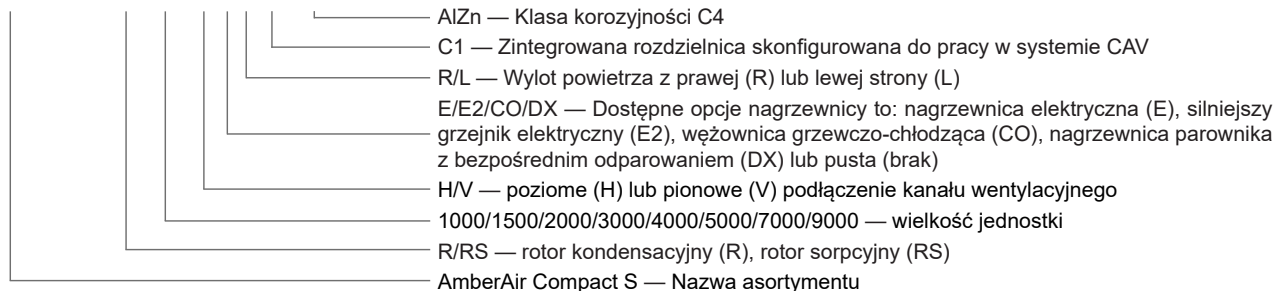 AlZn — Klasa korozyjności C4
C1 — Zintegrowana rozdzielnica skonfigurowana do pracy w systemie CAV
R/L — Wylot powietrza z prawej (R) lub lewej strony (L)
E/E2/CO/DX — Dostępne opcje nagrzewnicy to: nagrzewnica elektryczna (E), silniejszy
grzejnik elektryczny (E2), wężownica grzewczo-chłodząca (CO), nagrzewnica parownika
z bezpośrednim odparowaniem (DX) lub pusta (brak)
H/V — poziome (H) lub pionowe (V) podłączenie kanału wentylacyjnego
1000/1500/2000/3000/4000/5000/7000/9000 — wielkość jednostki
R/RS — rotor kondensacyjny (R), rotor sorpcyjny (RS)
AmberAir Compact S — Nazwa asortymentu